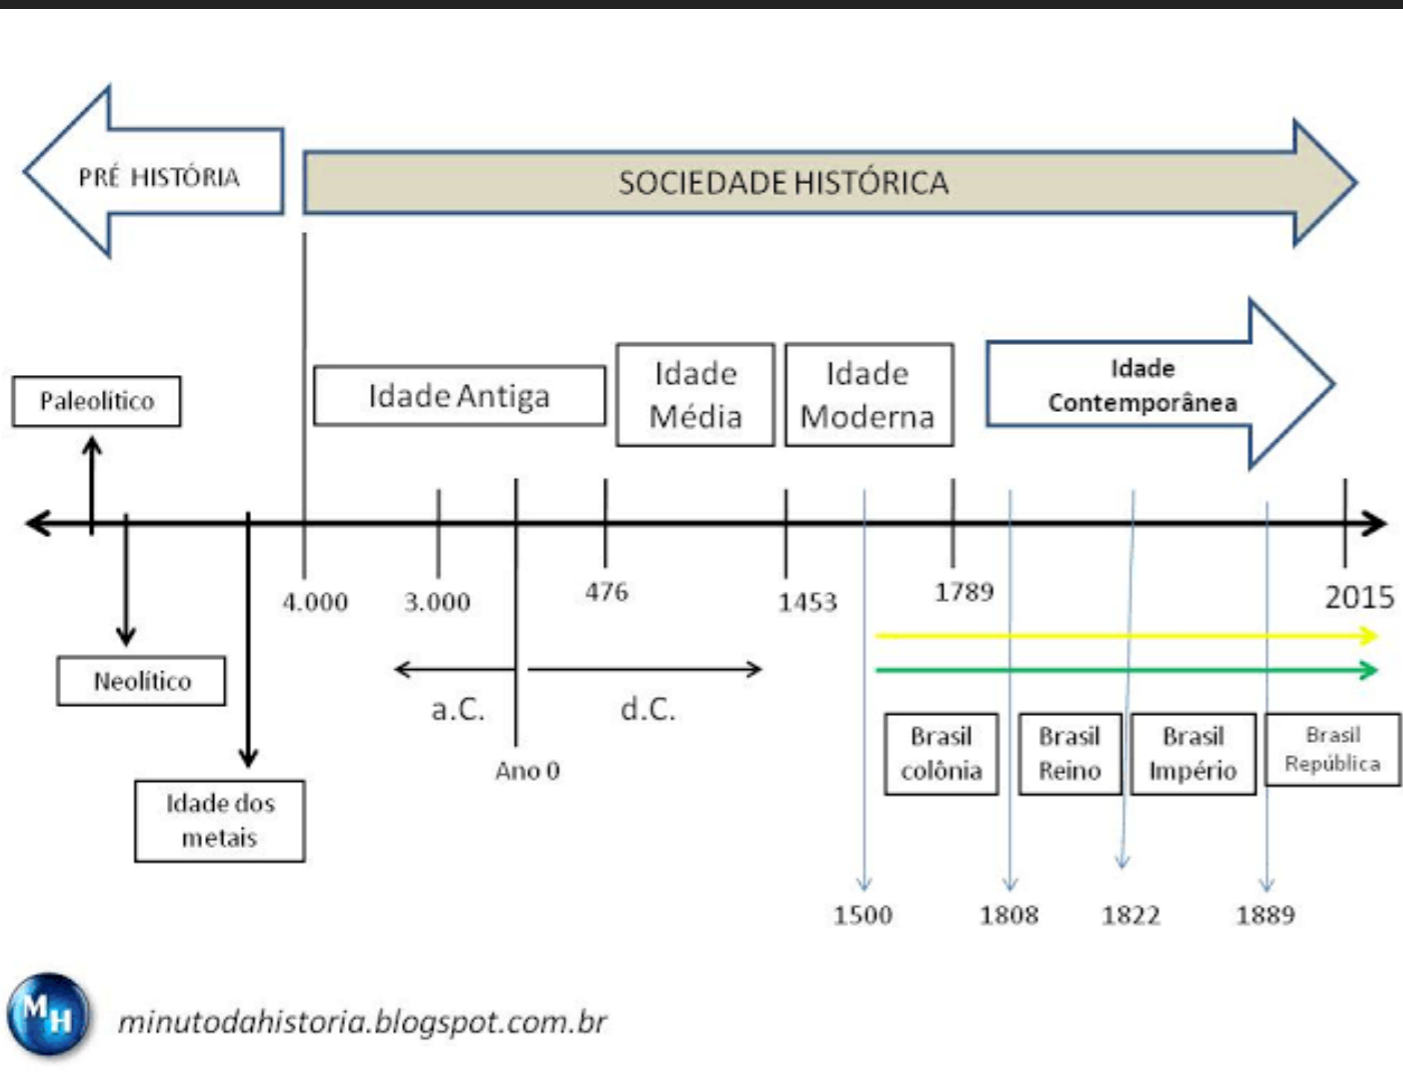 PRÉ HISTÓRIA
SOCIEDADE HISTÓRICA
Paleolítico
Idade Antiga
Idade
Média
Idade
Moderna
Idade
Contemporânea
4.000
3.000
476
1453
1789
2015
Neolítico
a.C.
d.C.
Ano 0
Idade dos
metais
Brasil
colônia
Brasil
Reino
Brasil
Império
Brasil
República
1500
1808
1822
1889
MH
minutodahistoria.blogspot.com.br